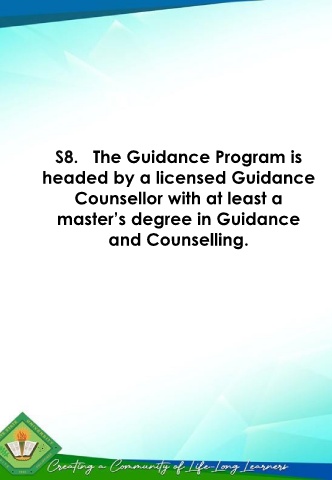 S8. The Guidance Program is
headed by a licensed Guidance
Counsellor with at least a
master's degree in Guidance
and Counselling.
Creating a Community of Life-Long Learners